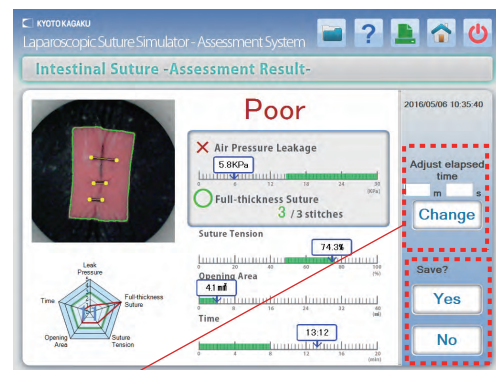 KYOTO KAGAKU
Laparoscopic Suture Simulator - Assessment System
?
Intestinal Suture -Assessment Result-
Poor
2016/05/06 10:35:40
Air Pressure Leakage
5.8KPa
0 6 12 18 24 30
(KPa)
Full-thickness Suture
3 / 3 stitches
Suture Tension
74.3%
0 20 40 60 80 100
(%)
Opening Area
4.1 ㎟
0 8 16 24 32 40
(㎟)
Time
13:12
0 4 8 12 16 20
(min)
Leak
Pressure
Full-thickness
Suture
Suture
Tension
Opening
Area
Time
Adjust elapsed
time
m s
Change
Save?
Yes
No